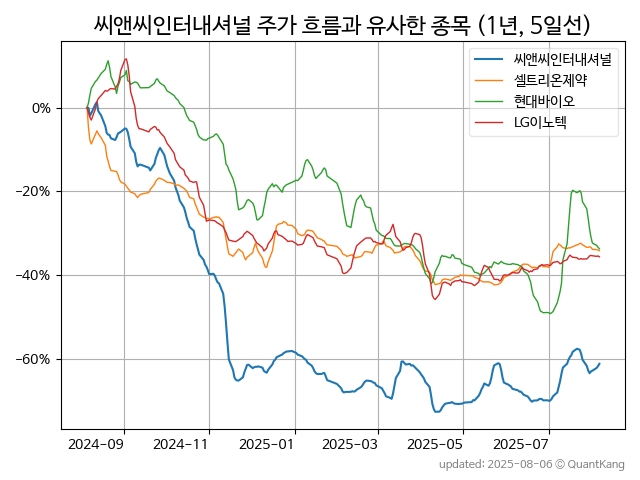 씨앤씨인터내셔널 주가 흐름과 유사한 종목 (1년, 5일선)
씨앤씨인터내셔널
셀트리온제약
현대바이오
LG이노텍
0%
−20%
−40%
−60%
2024−09 2024−11 2025−01 2025−03 2025−05 2025−07
updated: 2025-08-06 © QuantKang